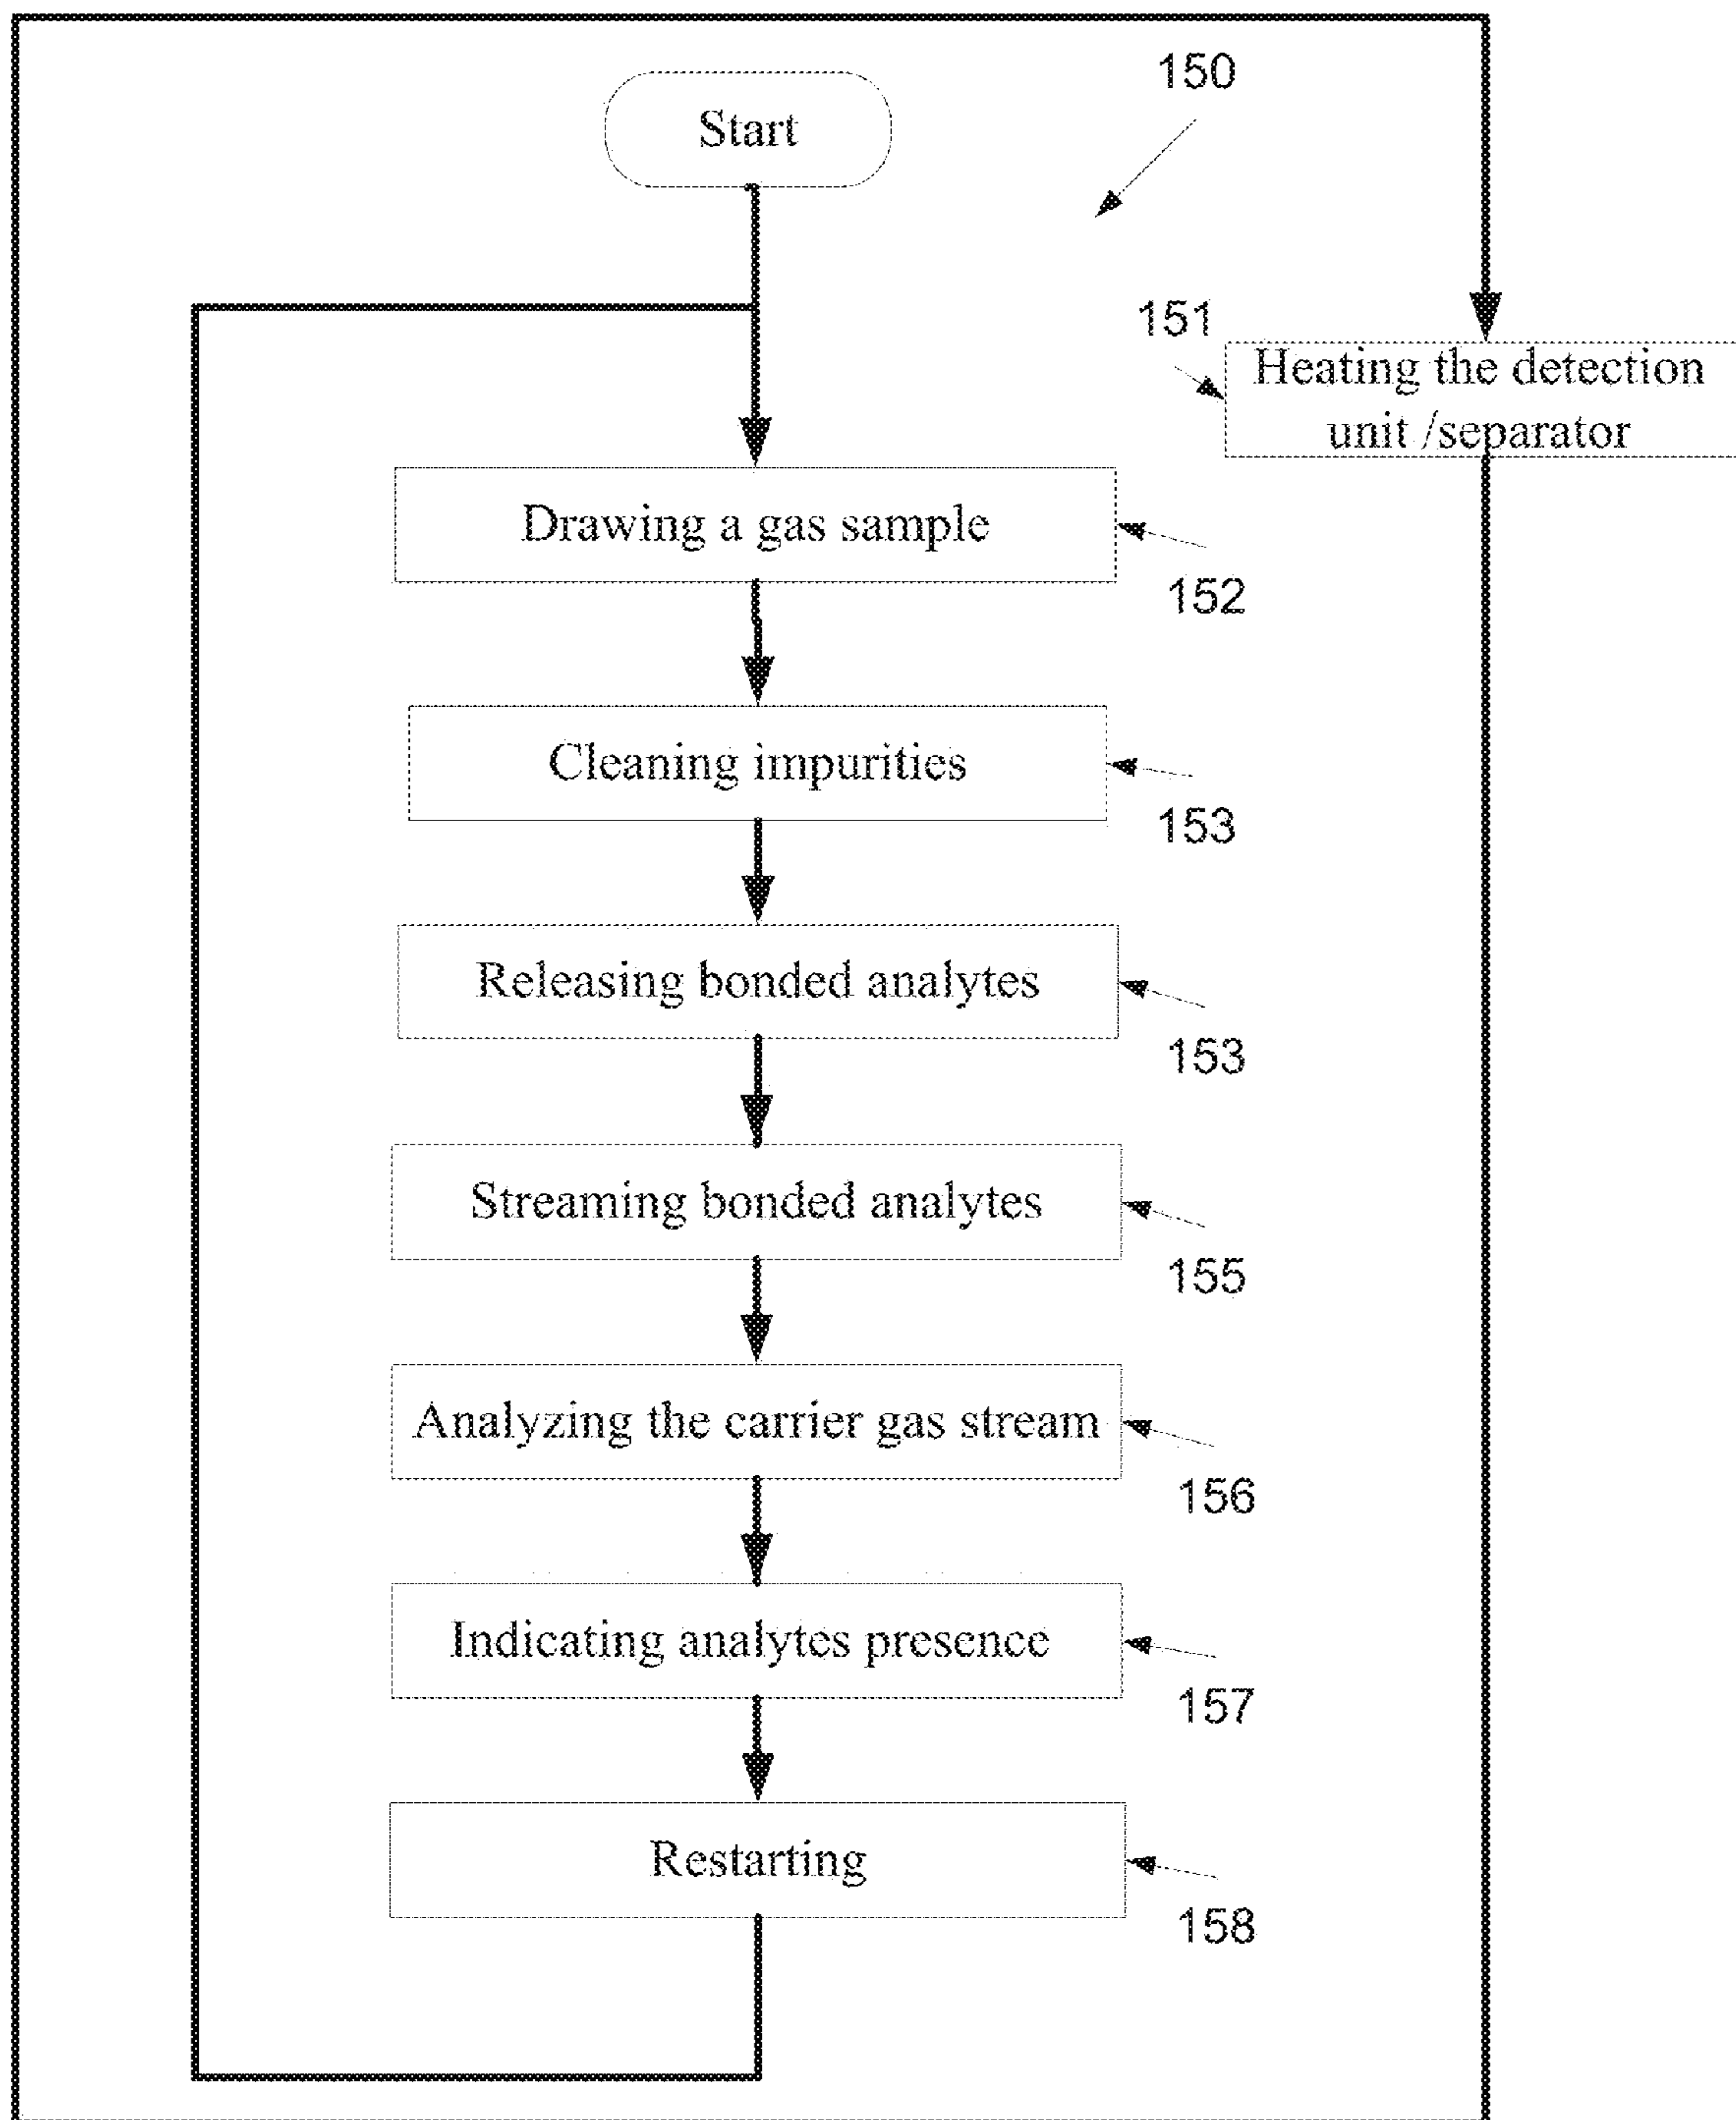 Start
150
151
Heating the detection
unit /separator
Drawing a gas sample
152
Cleaning impurities
153
Releasing bonded analytes
153
Streaming bonded analytes
155
Analyzing the carrier gas stream
156
Indicating analytes presence
157
Restarting
158